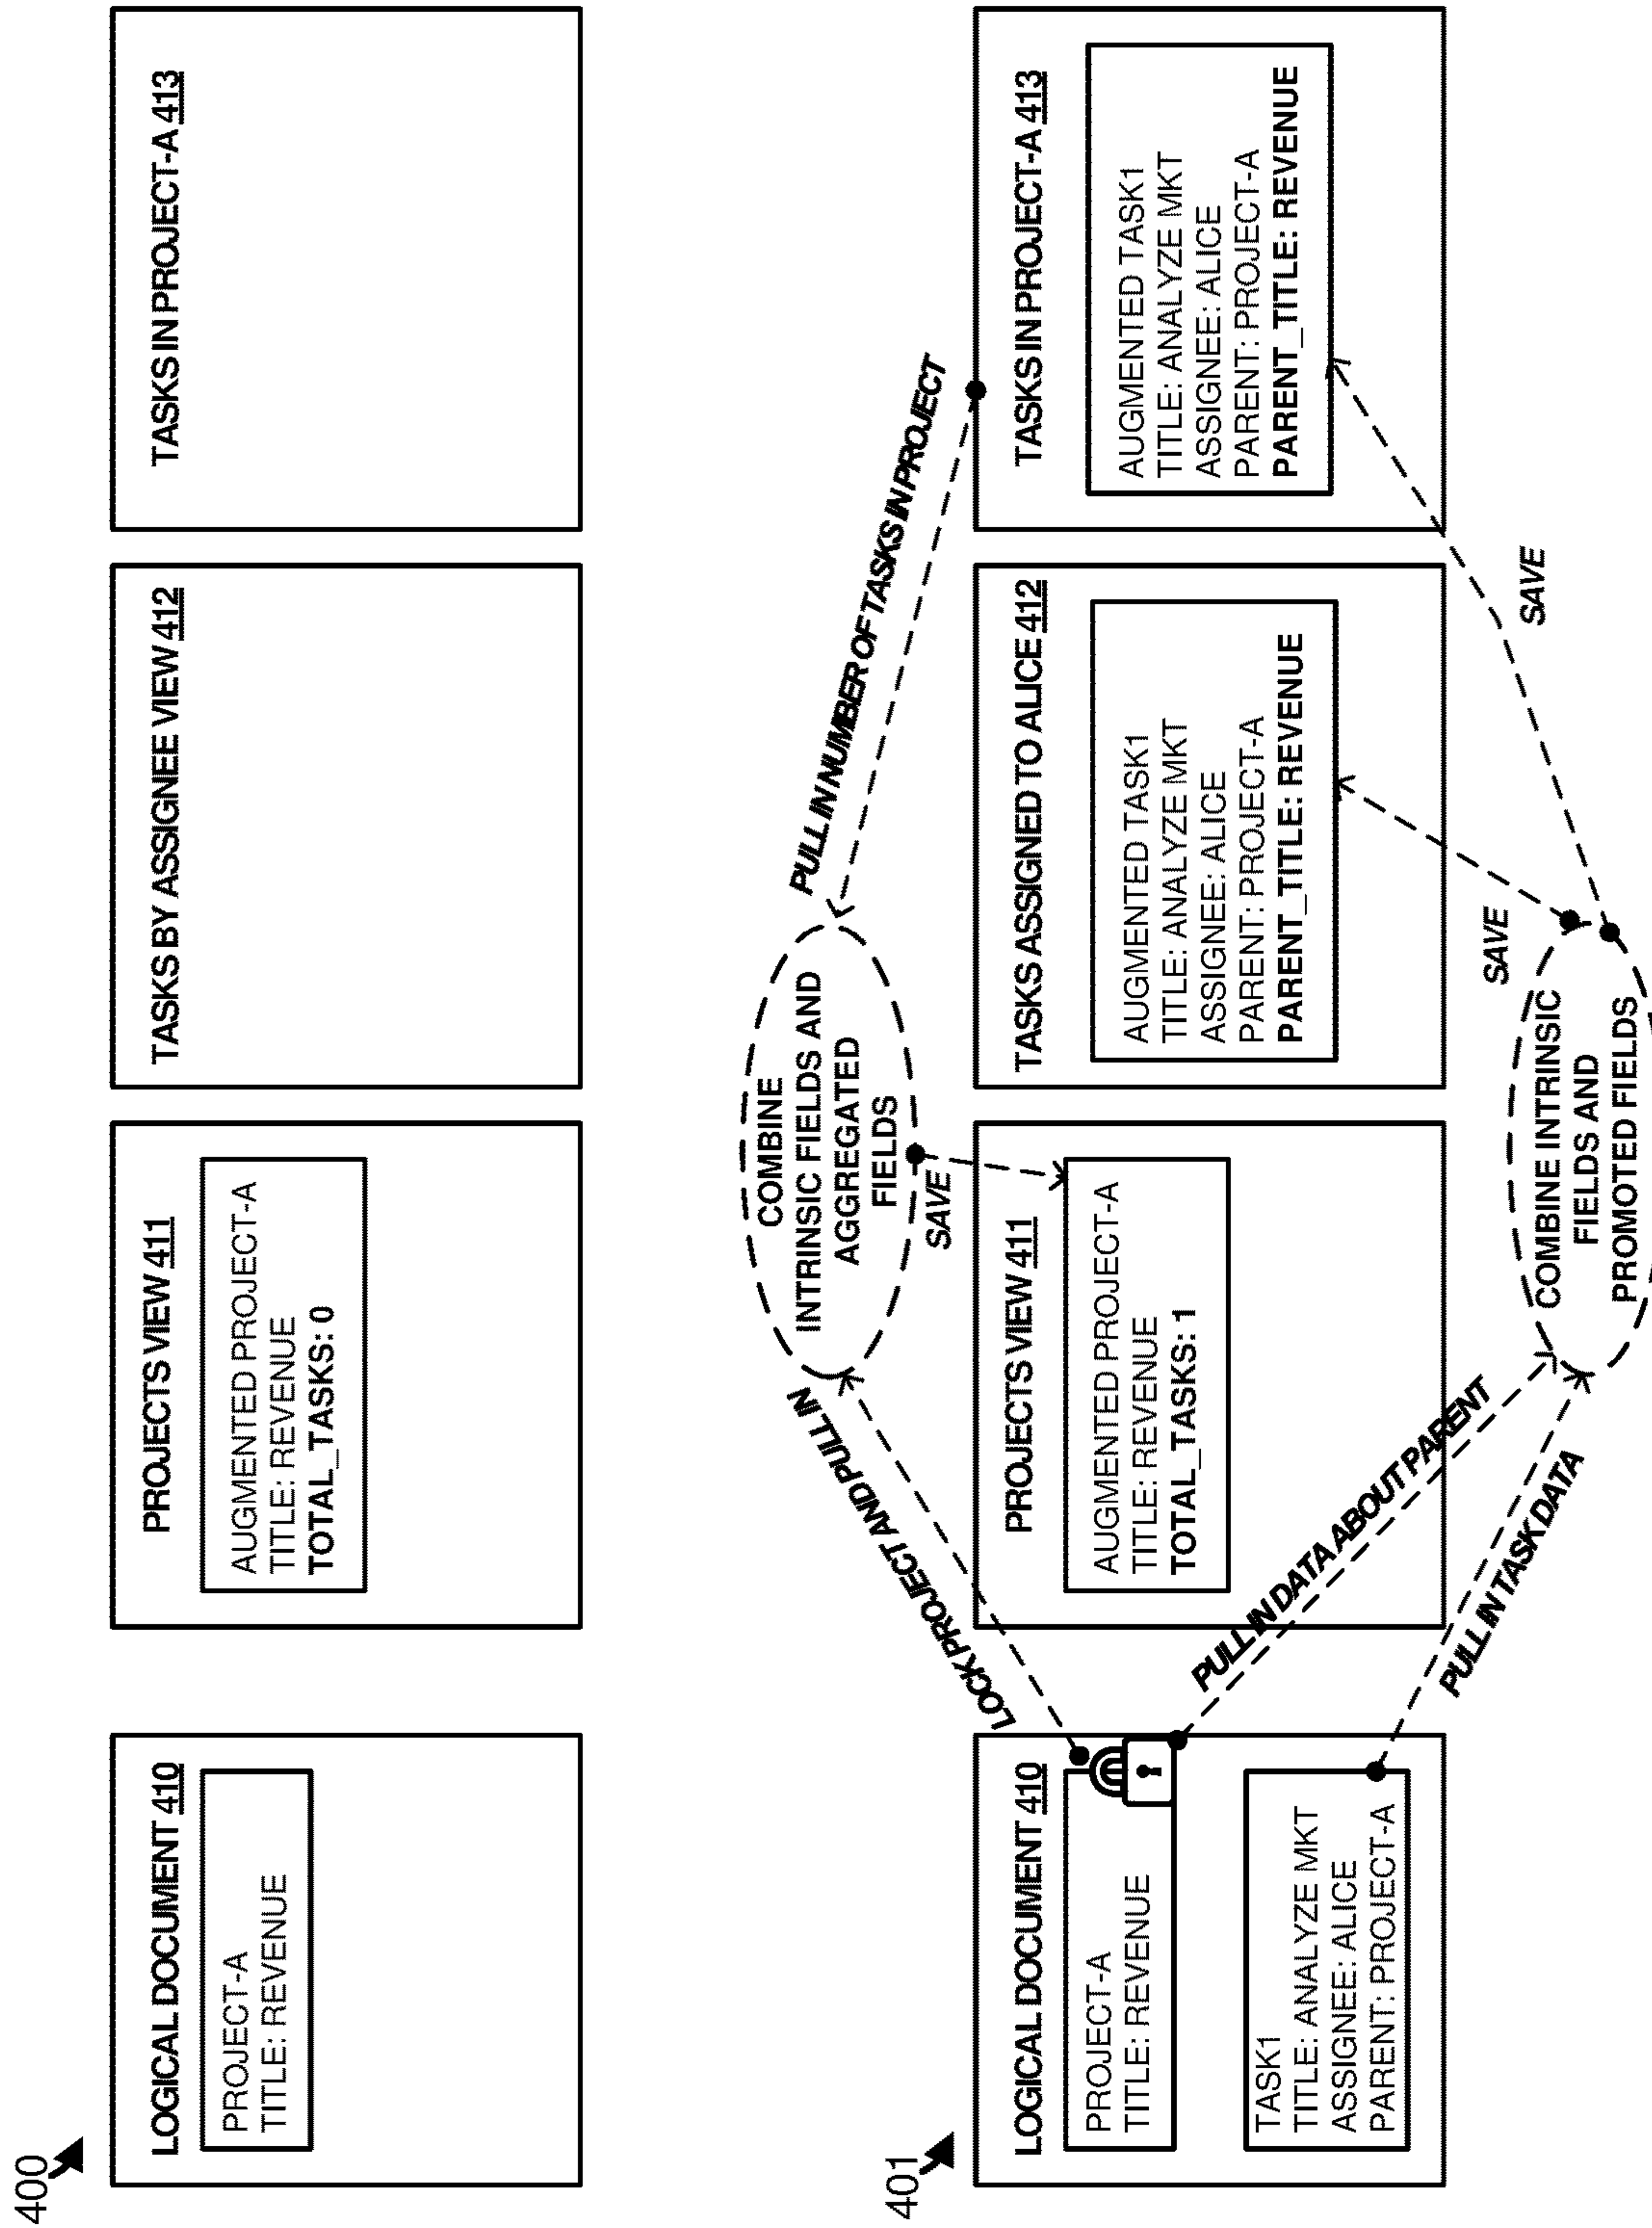 400
LOGICAL DOCUMENT 410
PROJECT-A
TITLE: REVENUE
PROJECTS VIEW 411
AUGMENTED PROJECT-A
TITLE: REVENUE
TOTAL_TASKS: 0
TASKS BY ASSIGNEE VIEW 412
TASKS IN PROJECT-A 413
401
LOGICAL DOCUMENT 410
PROJECT-A
TITLE: REVENUE
TASK1
TITLE: ANALYZE MKT
ASSIGNEE: ALICE
PARENT: PROJECT-A
LOCK PROJECT AND PULL IN
COMBINE
INTRINSIC FIELDS AND
AGGREGATED
FIELDS
SAVE
PULL IN NUMBER OF TASKS IN PROJECT
PROJECTS VIEW 411
AUGMENTED PROJECT-A
TITLE: REVENUE
TOTAL_TASKS: 1
TASKS ASSIGNED TO ALICE 412
AUGMENTED TASK1
TITLE: ANALYZE MKT
ASSIGNEE: ALICE
PARENT: PROJECT-A
PARENT_TITLE: REVENUE
TASKS IN PROJECT-A 413
AUGMENTED TASK1
TITLE: ANALYZE MKT
ASSIGNEE: ALICE
PARENT: PROJECT-A
PARENT_TITLE: REVENUE
PULL IN DATA ABOUT PARENT
PULL IN TASK DATA
COMBINE INTRINSIC
FIELDS AND
PROMOTED FIELDS
SAVE
SAVE